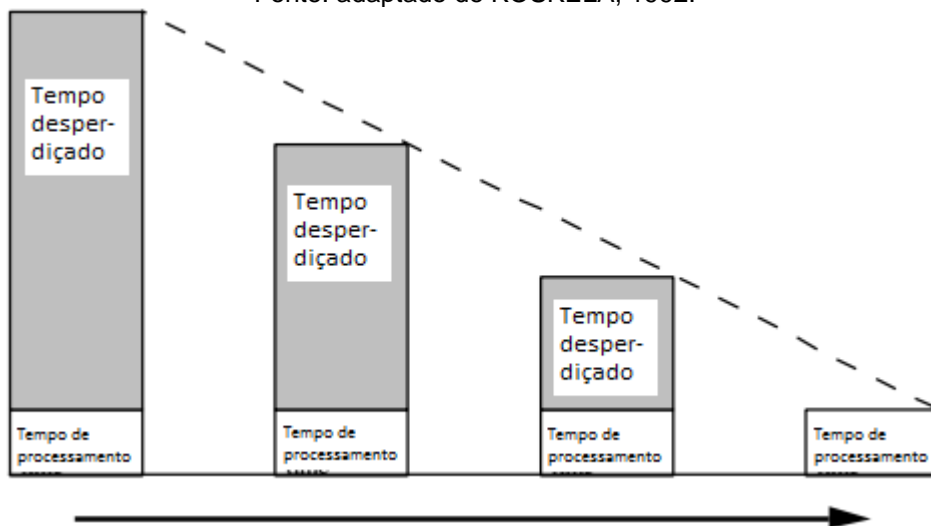 Tempo
desper-
diçado
Tempo
desper-
diçado
Tempo
desper-
diçado
Tempo de
processamento
Tempo de
processamento
Tempo de
processamento
Tempo de
processamento